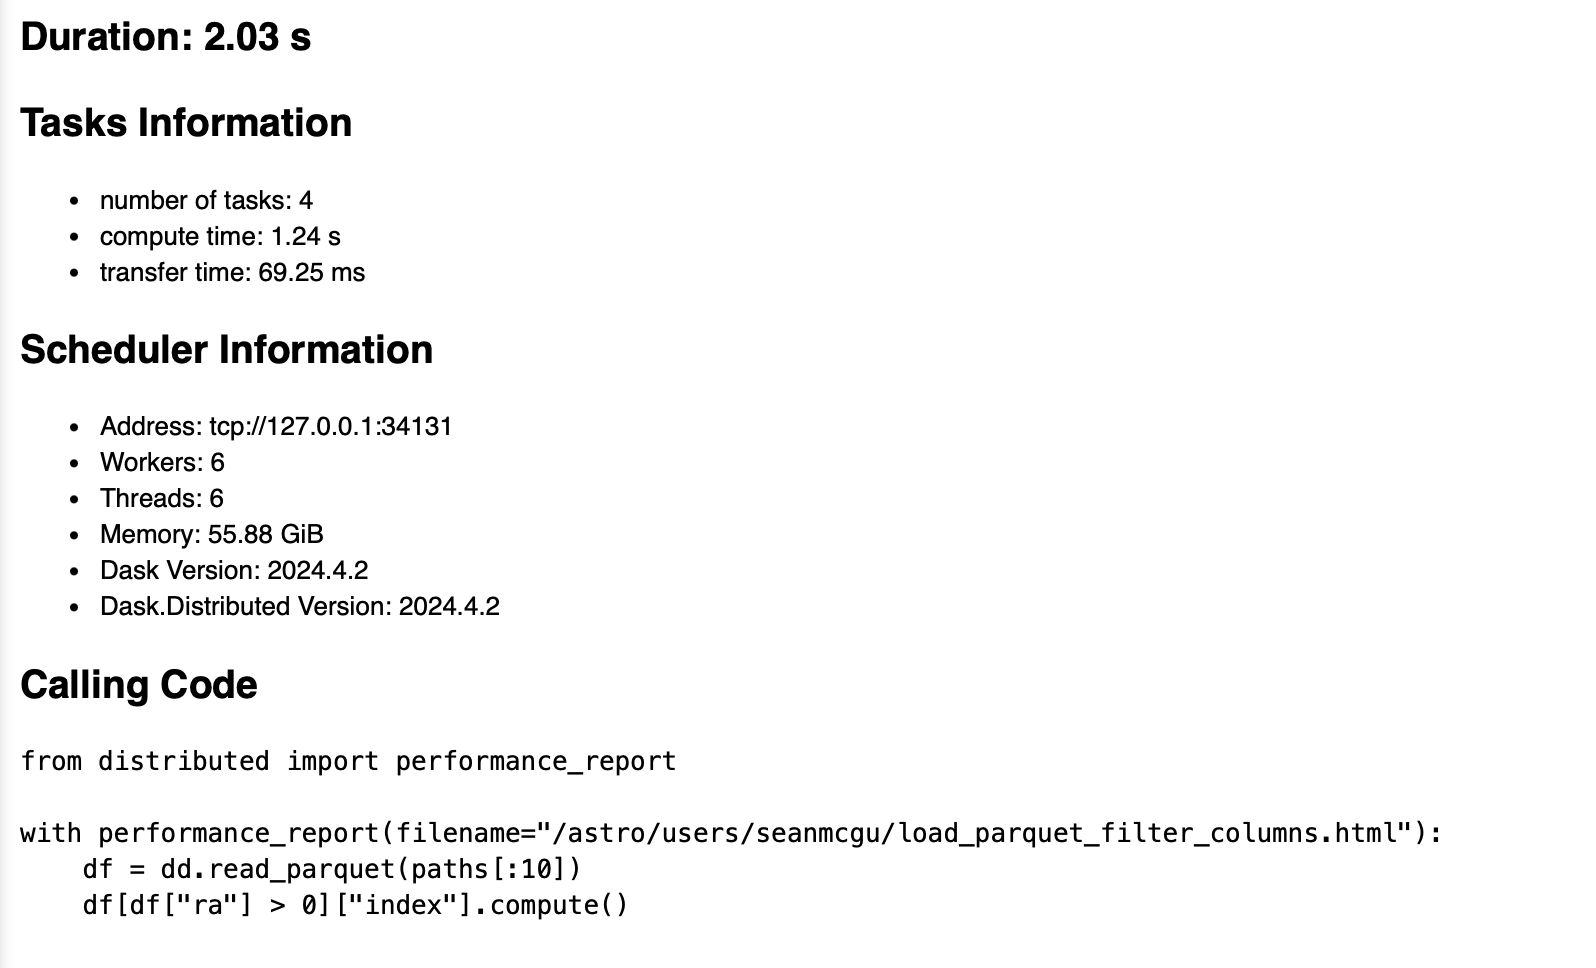 Duration: 2.03 s
Tasks Information
• number of tasks: 4
• compute time: 1.24 s
• transfer time: 69.25 ms
Scheduler Information
• Address: tcp://127.0.0.1:34131
• Workers: 6
• Threads: 6
• Memory: 55.88 GiB
• Dask Version: 2024.4.2
• Dask.Distributed Version: 2024.4.2
Calling Code
from distributed import performance_report
with performance_report(filename="/astro/users/seanmcgu/load_parquet_filter_columns.html"):
    df = dd.read_parquet(paths[:10])
    df[df["ra"] > 0]["index"].compute()